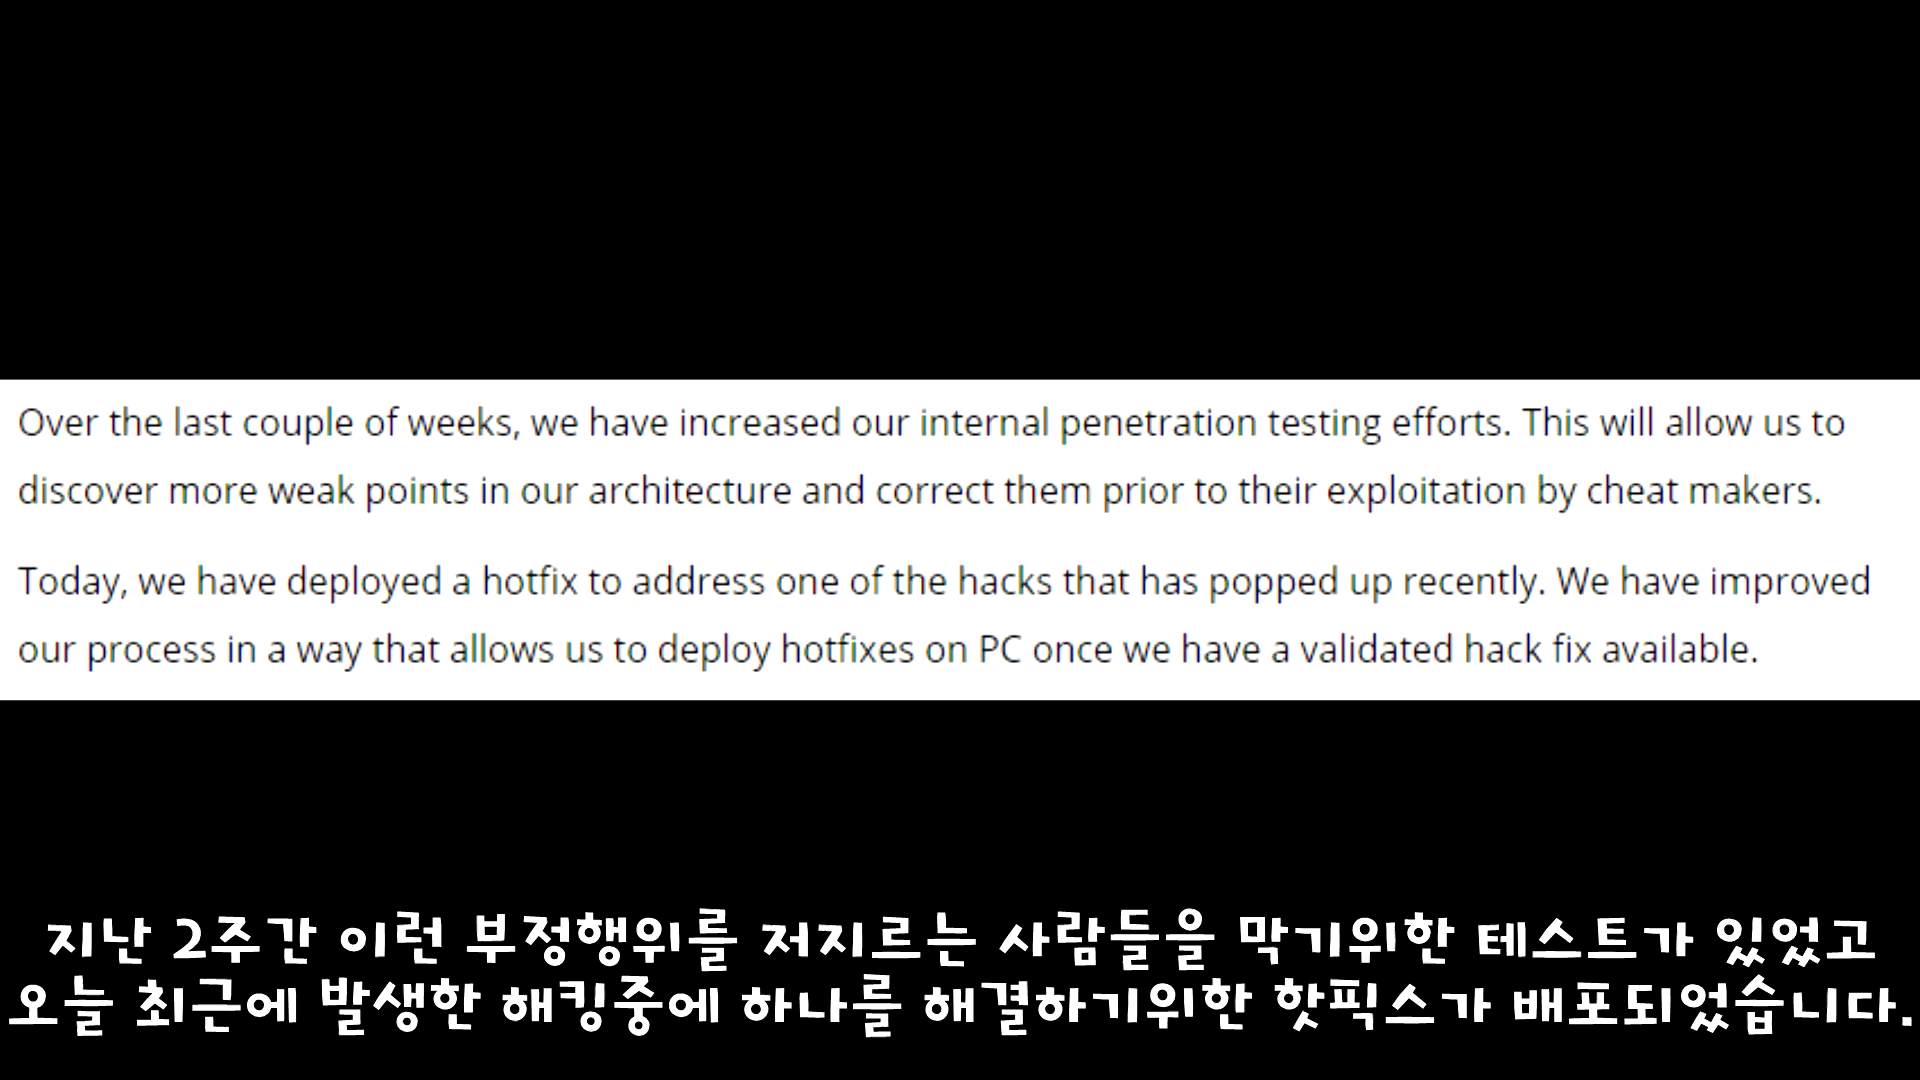 Over the last couple of weeks, we have increased our internal penetration testing efforts. This will allow us to
discover more weak points in our architecture and correct them prior to their exploitation by cheat makers.
Today, we have deployed a hotfix to address one of the hacks that has popped up recently. We have improved
our process in a way that allows us to deploy hotfixes on PC once we have a validated hack fix available.
지난 2주간 이런 부정행위를 저지르는 사람들을 막기위한 테스트가 있었고
오늘 최근에 발생한 해킹중에 하나를 해결하기위한 핫픽스가 배포되었습니다.